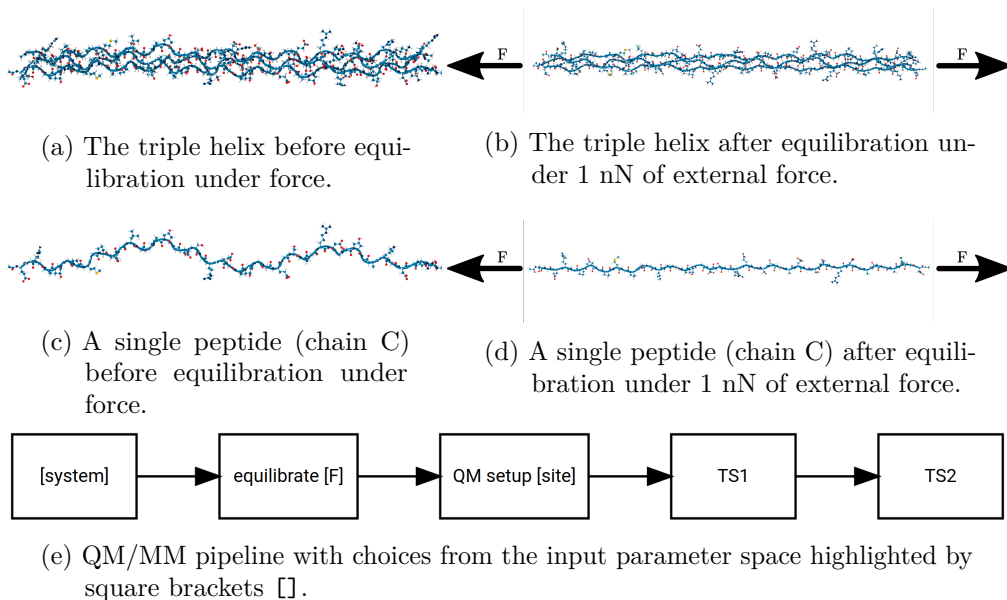 F
F
(a) The triple helix before equi-
libration under force.
(b) The triple helix after equilibration un-
der 1 nN of external force.
F
F
(c) A single peptide (chain C)
before equilibration under
force.
(d) A single peptide (chain C) after equili-
bration under 1 nN of external force.
[system]
equilibrate [F]
QM setup [site]
TS1
TS2
(e) QM/MM pipeline with choices from the input parameter space highlighted by
square brackets [].